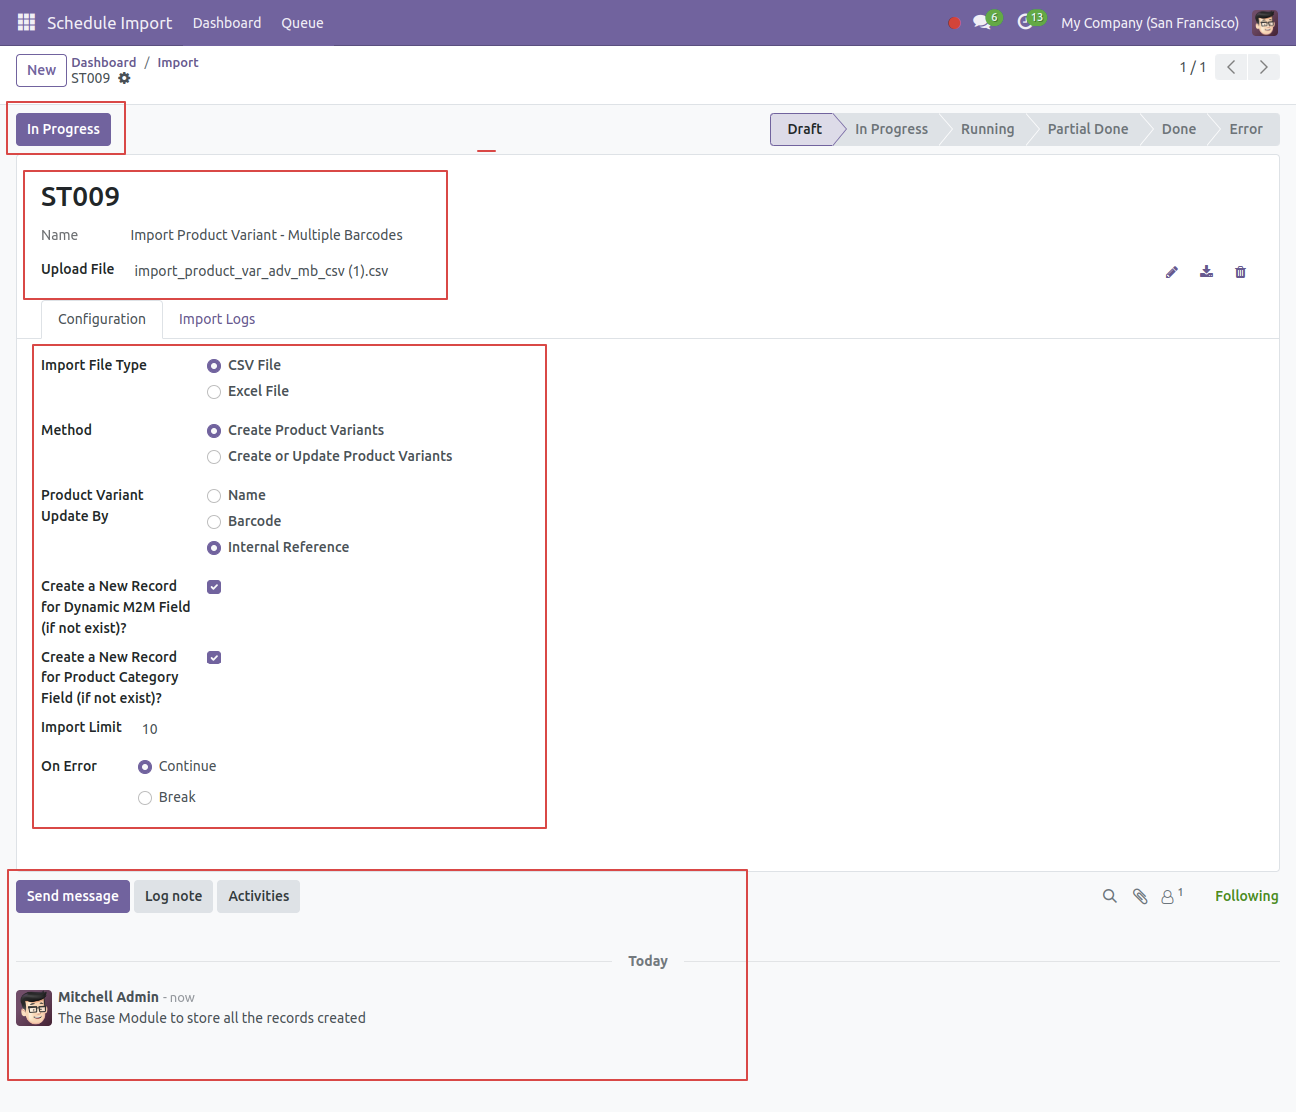 Schedule Import Dashboard Queue 6 13 My Company (San Francisco)
New Dashboard / Import
ST009
1 / 1
In Progress
Draft In Progress Running Partial Done Done Error
ST009
Name Import Product Variant - Multiple Barcodes
Upload File import_product_var_adv_mb_csv (1).csv
Configuration Import Logs
Import File Type CSV File
Excel File
Method Create Product Variants
Create or Update Product Variants
Product Variant Name
Update By
Barcode
Internal Reference
Create a New Record
for Dynamic M2M Field
(if not exist)?
Create a New Record
for Product Category
Field (if not exist)?
Import Limit 10
On Error Continue
Break
Send message Log note Activities 1 Following
Today
Mitchell Admin - now
The Base Module to store all the records created